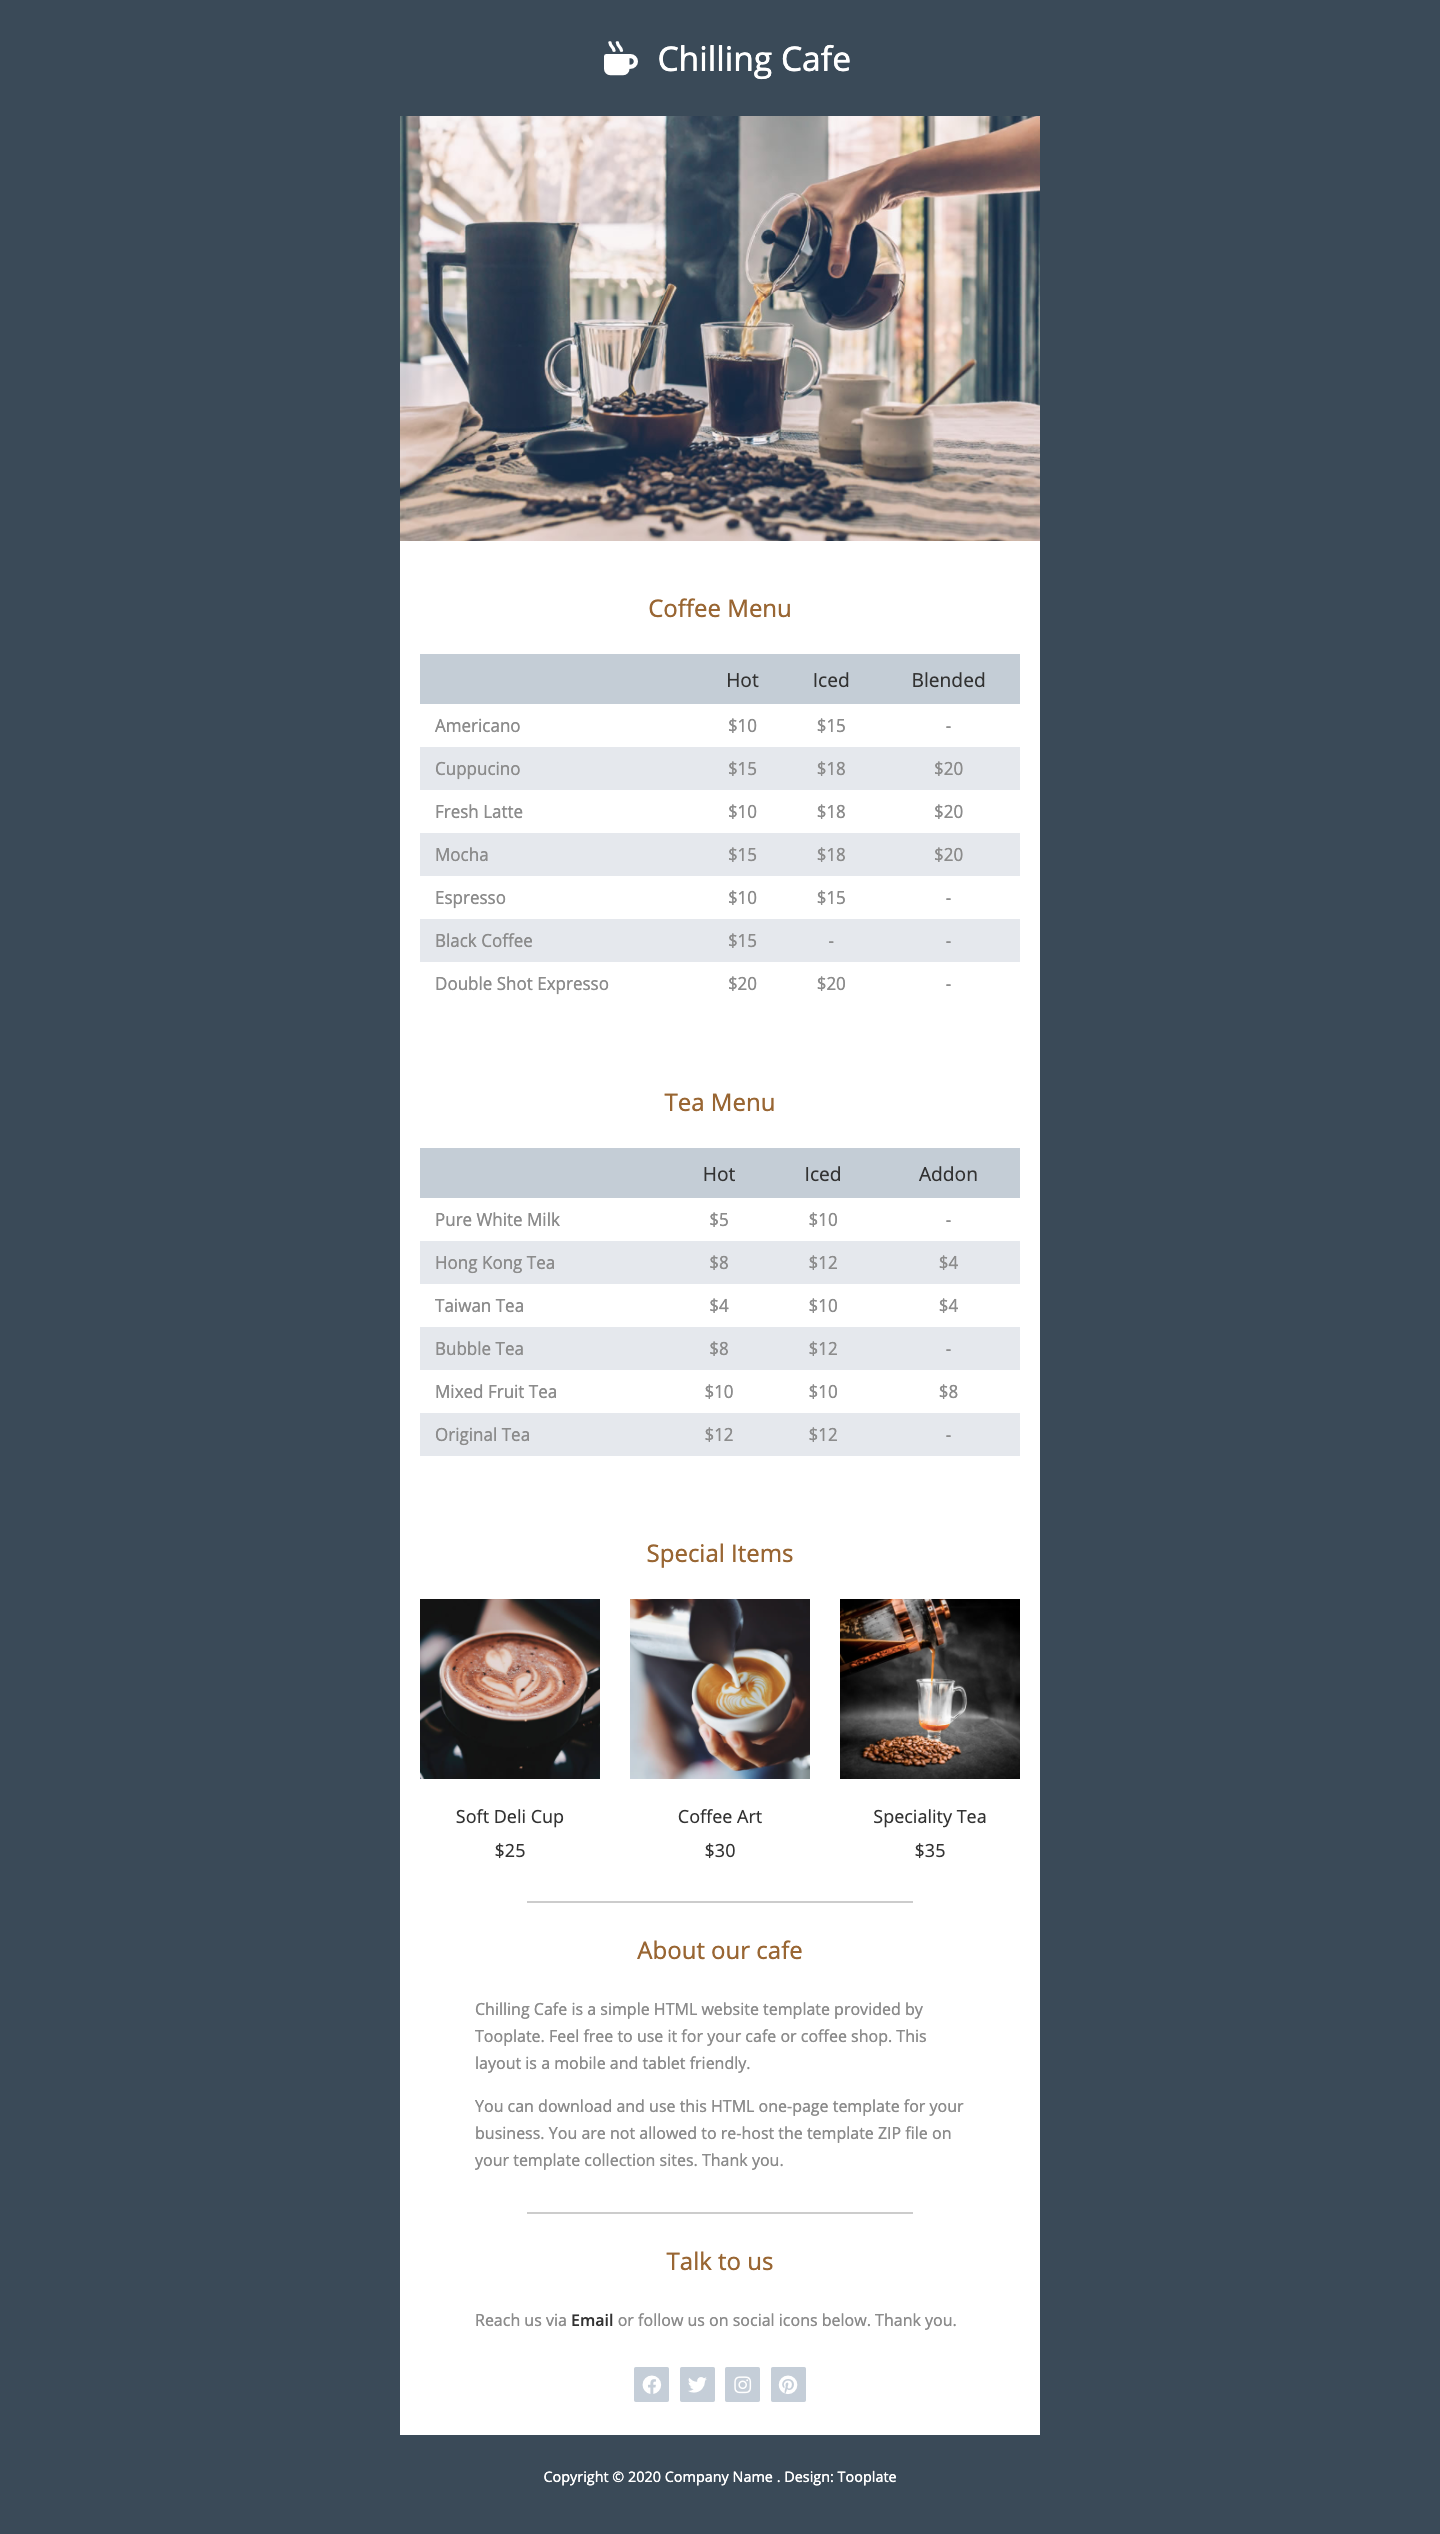 Chilling Cafe
Coffee Menu
Hot Iced Blended
Americano $10 $15 -
Cuppucino $15 $18 $20
Fresh Latte $10 $18 $20
Mocha $15 $18 $20
Espresso $10 $15 -
Black Coffee $15 - -
Double Shot Expresso $20 $20 -
Tea Menu
Hot Iced Addon
Pure White Milk $5 $10 -
Hong Kong Tea $8 $12 $4
Taiwan Tea $4 $10 $4
Bubble Tea $8 $12 -
Mixed Fruit Tea $10 $10 $8
Original Tea $12 $12 -
Special Items
Soft Deli Cup
$25
Coffee Art
$30
Speciality Tea
$35
About our cafe
Chilling Cafe is a simple HTML website template provided by
Tooplate. Feel free to use it for your cafe or coffee shop. This
layout is a mobile and tablet friendly.
You can download and use this HTML one-page template for your
business. You are not allowed to re-host the template ZIP file on
your template collection sites. Thank you.
Talk to us
Reach us via Email or follow us on social icons below. Thank you.
Copyright © 2020 Company Name . Design: Tooplate